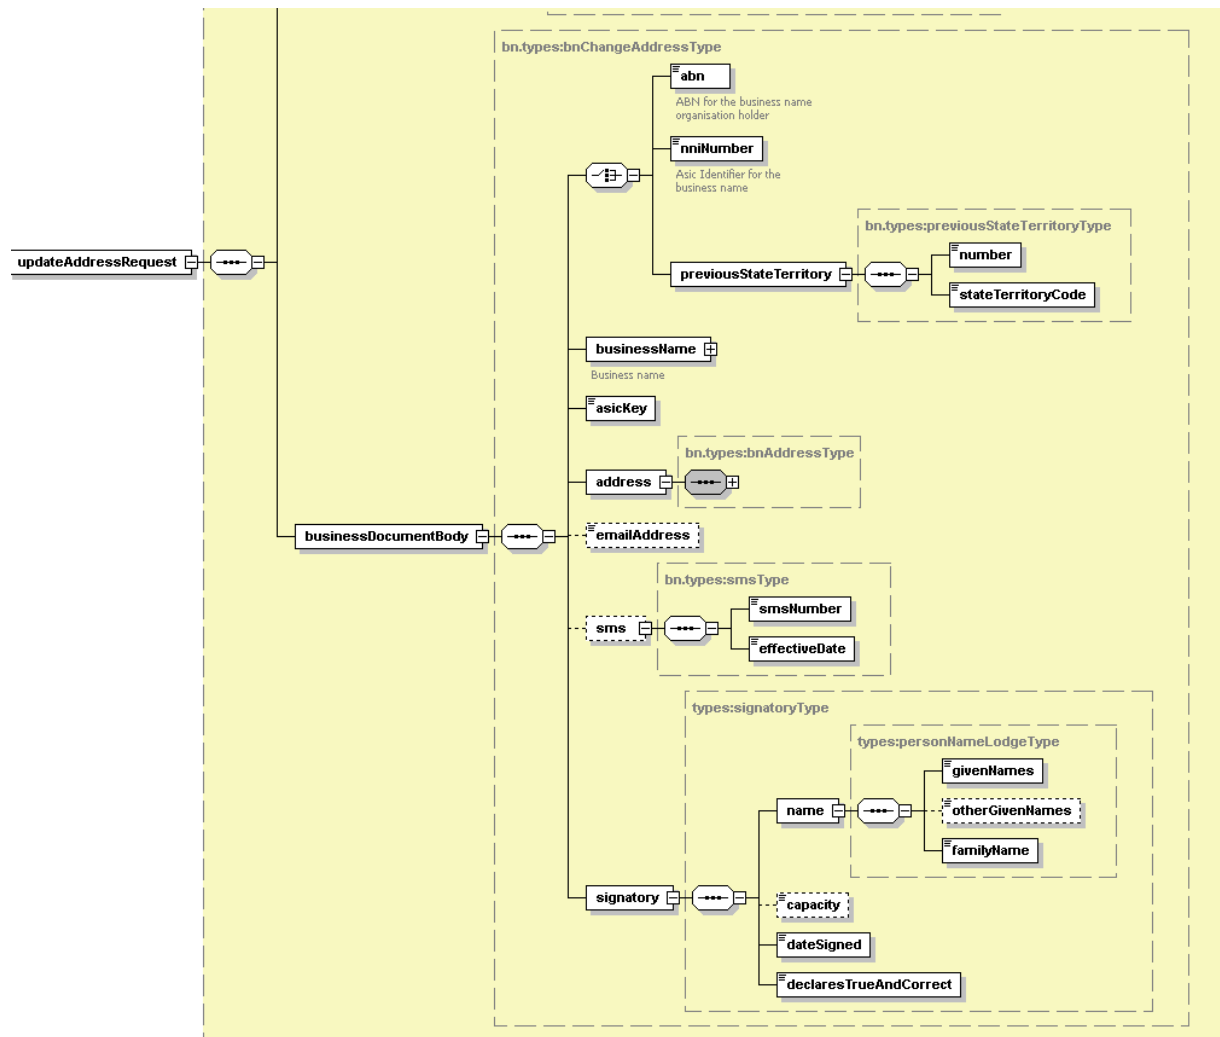 bn.types:bnChangeAddressType
abn
ABN for the business name
organisation holder
nniNumber
Asic Identifier for the
business name
bn.types:previousStateTerritoryType
number
updateAddressRequest
previousStateTerritory
stateTerritoryCode
businessName
Business name
asicKey
bn.types:bnAddressType
address
businessDocumentBody
emailAddress
bn.types:smsType
smsNumber
sms
effectiveDate
types:signatoryType
types:personNameLodgeType
givenNames
name
otherGivenNames
familyName
signatory
capacity
dateSigned
declaresTrueAndCorrect